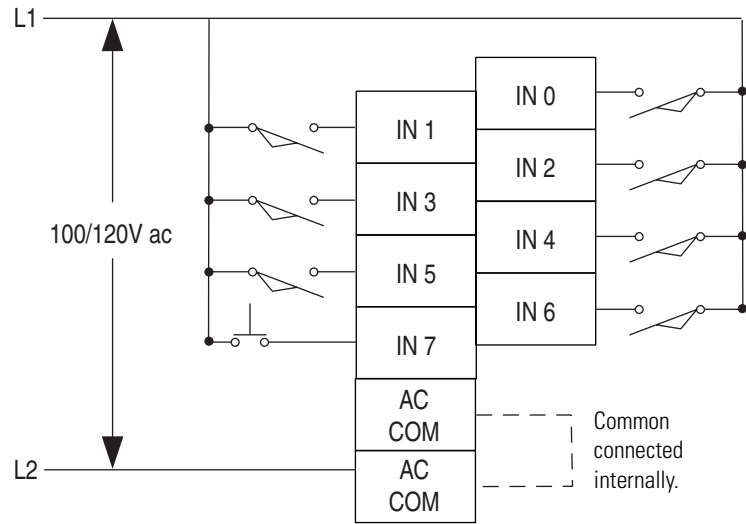 L1
IN 0
IN 1
IN 2
IN 3
100/120V ac
IN 4
IN 5
IN 6
IN 7
AC
COM
Common
connected
internally.
L2
AC
COM